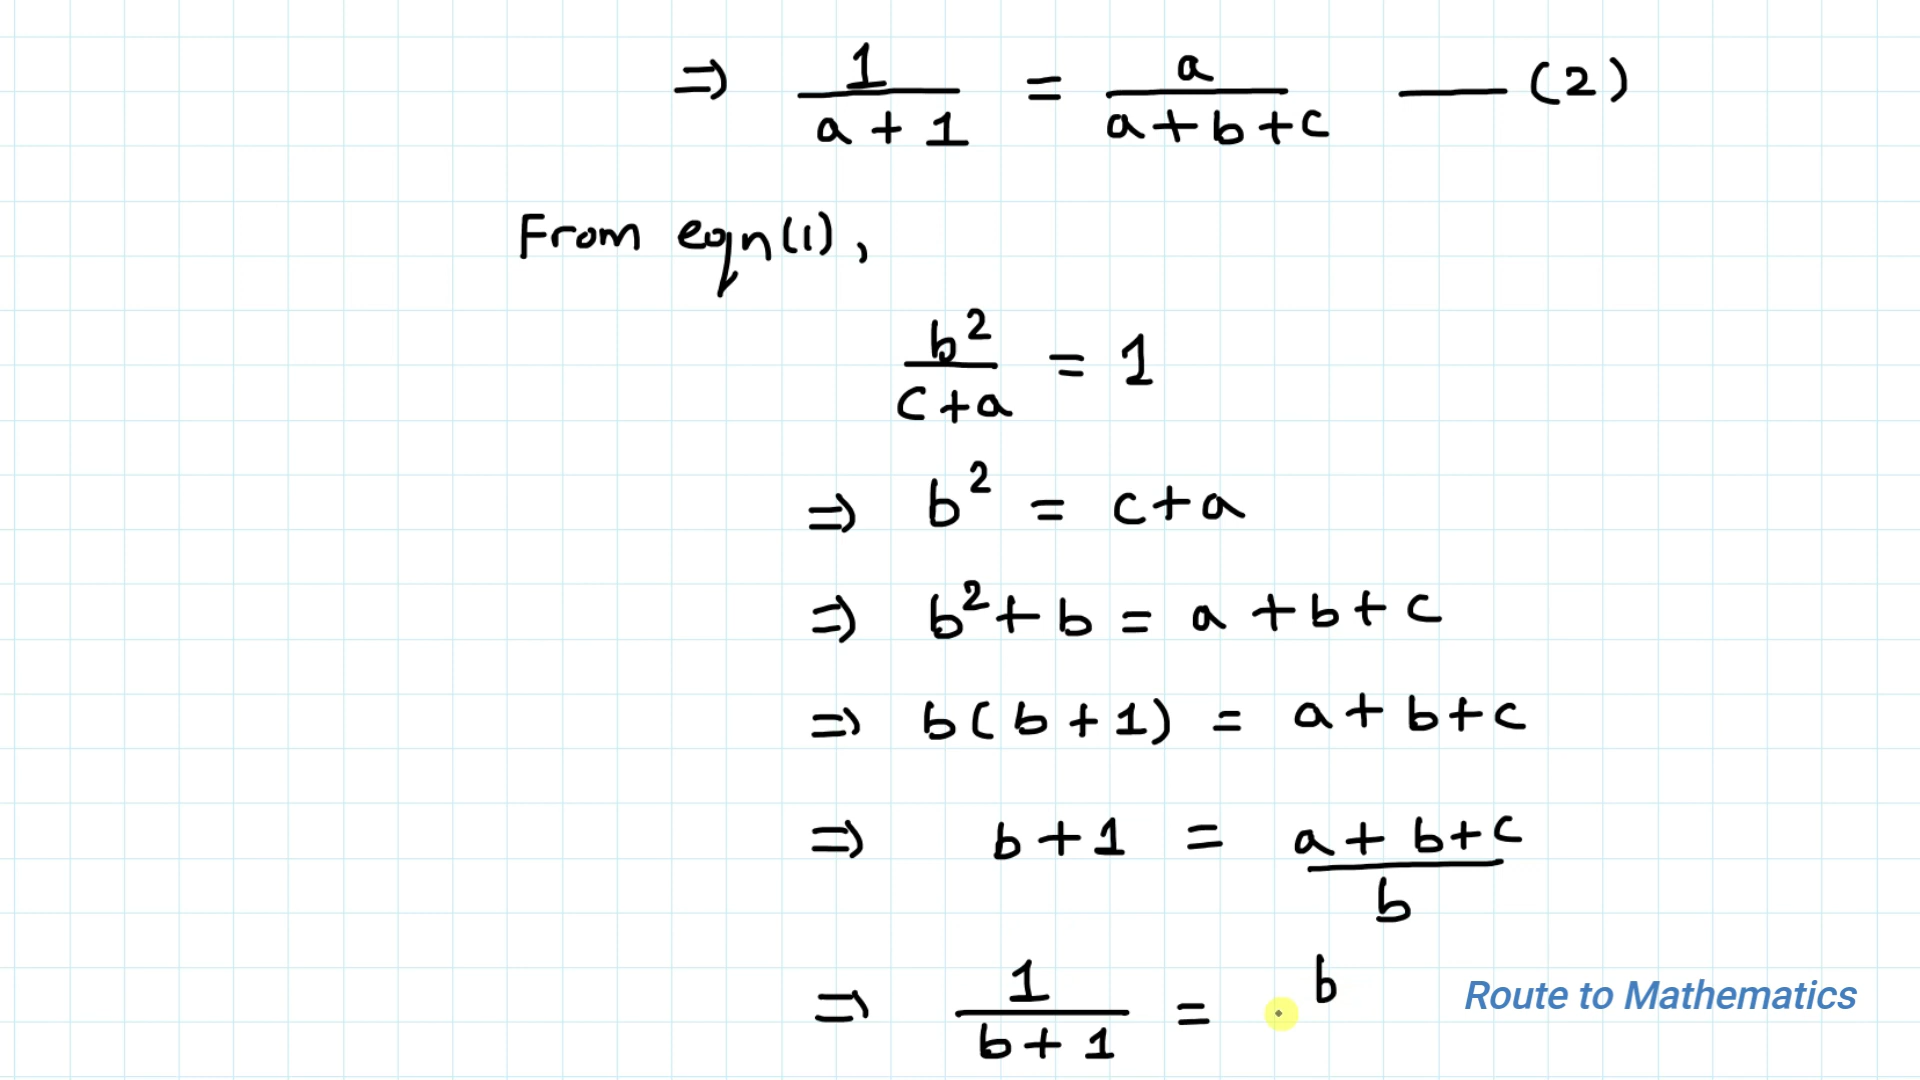 ⇒ 1/(a + 1) = a/(a + b + c) — (2)
From eqn(1),
b²/(c + a) = 1
⇒ b² = c + a
⇒ b² + b = a + b + c
⇒ b(b + 1) = a + b + c
⇒ b + 1 = (a + b + c)/b
⇒ 1/(b + 1) = b
Route to Mathematics